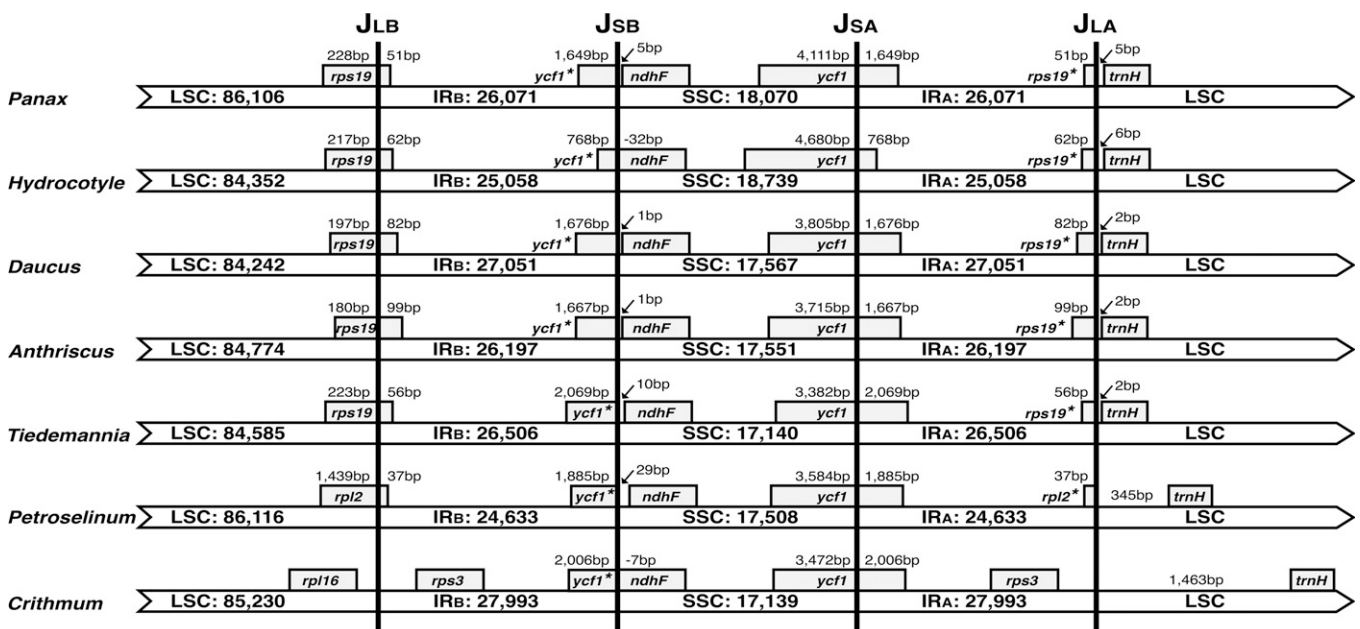 JLB JSB JSA JLA
228bp 51bp 1,649bp 5bp 4,111bp 1,649bp 51bp 5bp
rps19 ycf1* ndhF ycf1 rps19* trnH
Panax LSC: 86,106 IRB: 26,071 SSC: 18,070 IRA: 26,071 LSC
217bp 62bp 768bp -32bp 4,680bp 768bp 62bp 6bp
rps19 ycf1* ndhF ycf1 rps19* trnH
Hydrocotyle LSC: 84,352 IRB: 25,058 SSC: 18,739 IRA: 25,058 LSC
197bp 82bp 1,676bp 1bp 3,805bp 1,676bp 82bp 2bp
rps19 ycf1* ndhF ycf1 rps19* trnH
Daucus LSC: 84,242 IRB: 27,051 SSC: 17,567 IRA: 27,051 LSC
180bp 99bp 1,667bp 1bp 3,715bp 1,667bp 99bp 2bp
rps19 ycf1* ndhF ycf1 rps19* trnH
Anthriscus LSC: 84,774 IRB: 26,197 SSC: 17,551 IRA: 26,197 LSC
223bp 56bp 2,069bp 10bp 3,382bp 2,069bp 56bp 2bp
rps19 ycf1* ndhF ycf1 rps19* trnH
Tiedemannia LSC: 84,585 IRB: 26,506 SSC: 17,140 IRA: 26,506 LSC
1,439bp 37bp 1,885bp 29bp 3,584bp 1,885bp 37bp
rpl2 ycf1* ndhF ycf1 rpl2* 345bp trnH
Petroselinum LSC: 86,116 IRB: 24,633 SSC: 17,508 IRA: 24,633 LSC
2,006bp -7bp 3,472bp 2,006bp
rpl16 rps3 ycf1* ndhF ycf1 rps3 1,463bp trnH
Crithmum LSC: 85,230 IRB: 27,993 SSC: 17,139 IRA: 27,993 LSC